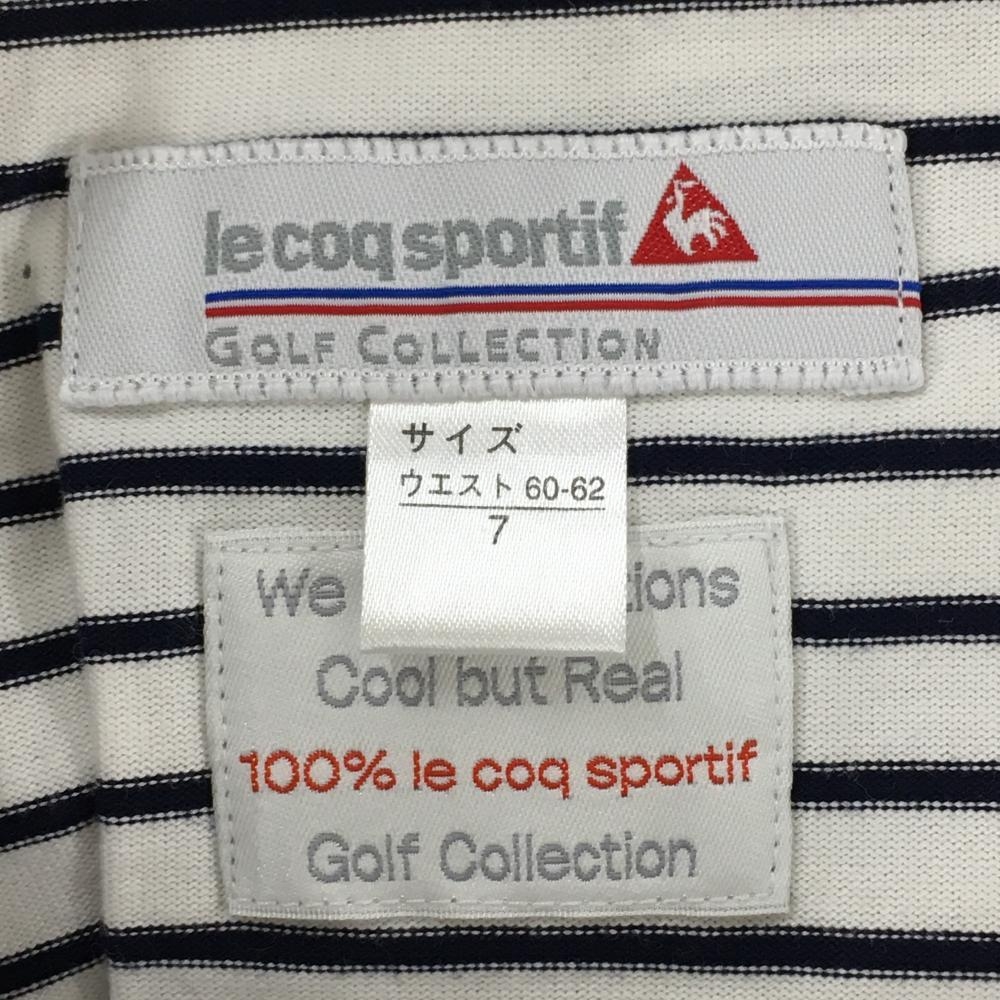 le coq sportif
GOLF COLLECTION
サイズ
ウエスト 60-62
7
We
Cool but Real
100% le coq sportif
Golf Collection